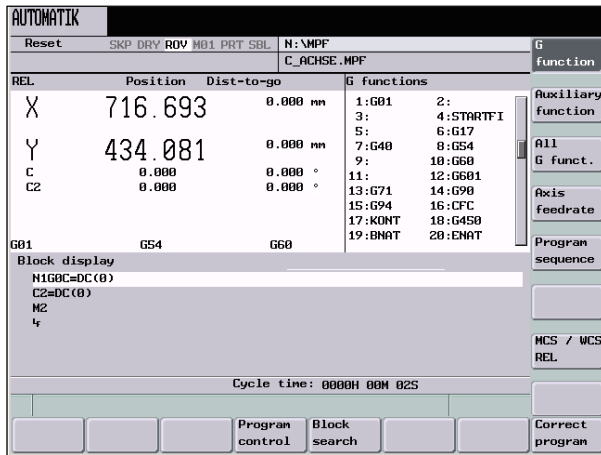 AUTOMATIK
Reset SKP DRY ROV M01 PRT SBL N:\MPF
C_ACHSE.MPF
REL Position Dist-to-go G functions
X 716.693 0.000 mm
Y 434.081 0.000 mm
C 0.000 0.000 °
C2 0.000 0.000 °
G01 G54 G60
1:G01 2:
3: 4:STARTFI
5: 6:G17
7:G40 8:G54
9: 10:G60
11: 12:G601
13:G71 14:G90
15:G94 16:CFC
17:KONT 18:G450
19:BNAT 20:ENAT
Block display
N1G0C=DC(0)
C2=DC(0)
M2
LF
Cycle time: 0000H 00M 02S
G
function
Auxiliary
function
All
G funct.
Axis
feedrate
Program
sequence
MCS / WCS
REL
Program
control
Block
search
Correct
program